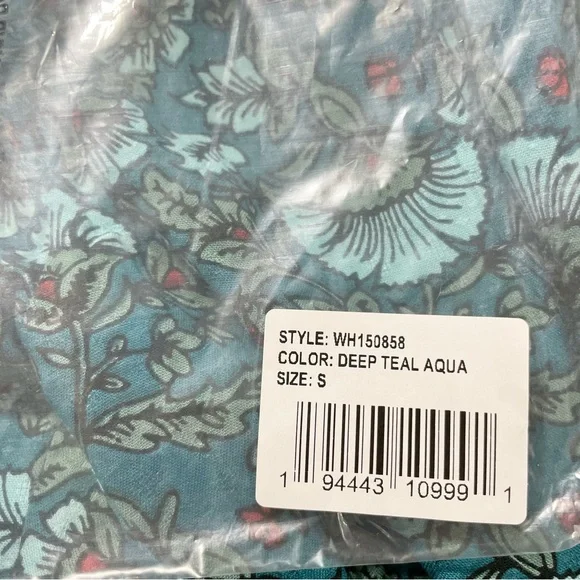 STYLE: WH150858
COLOR: DEEP TEAL AQUA
SIZE: S
1 94443 10999 1